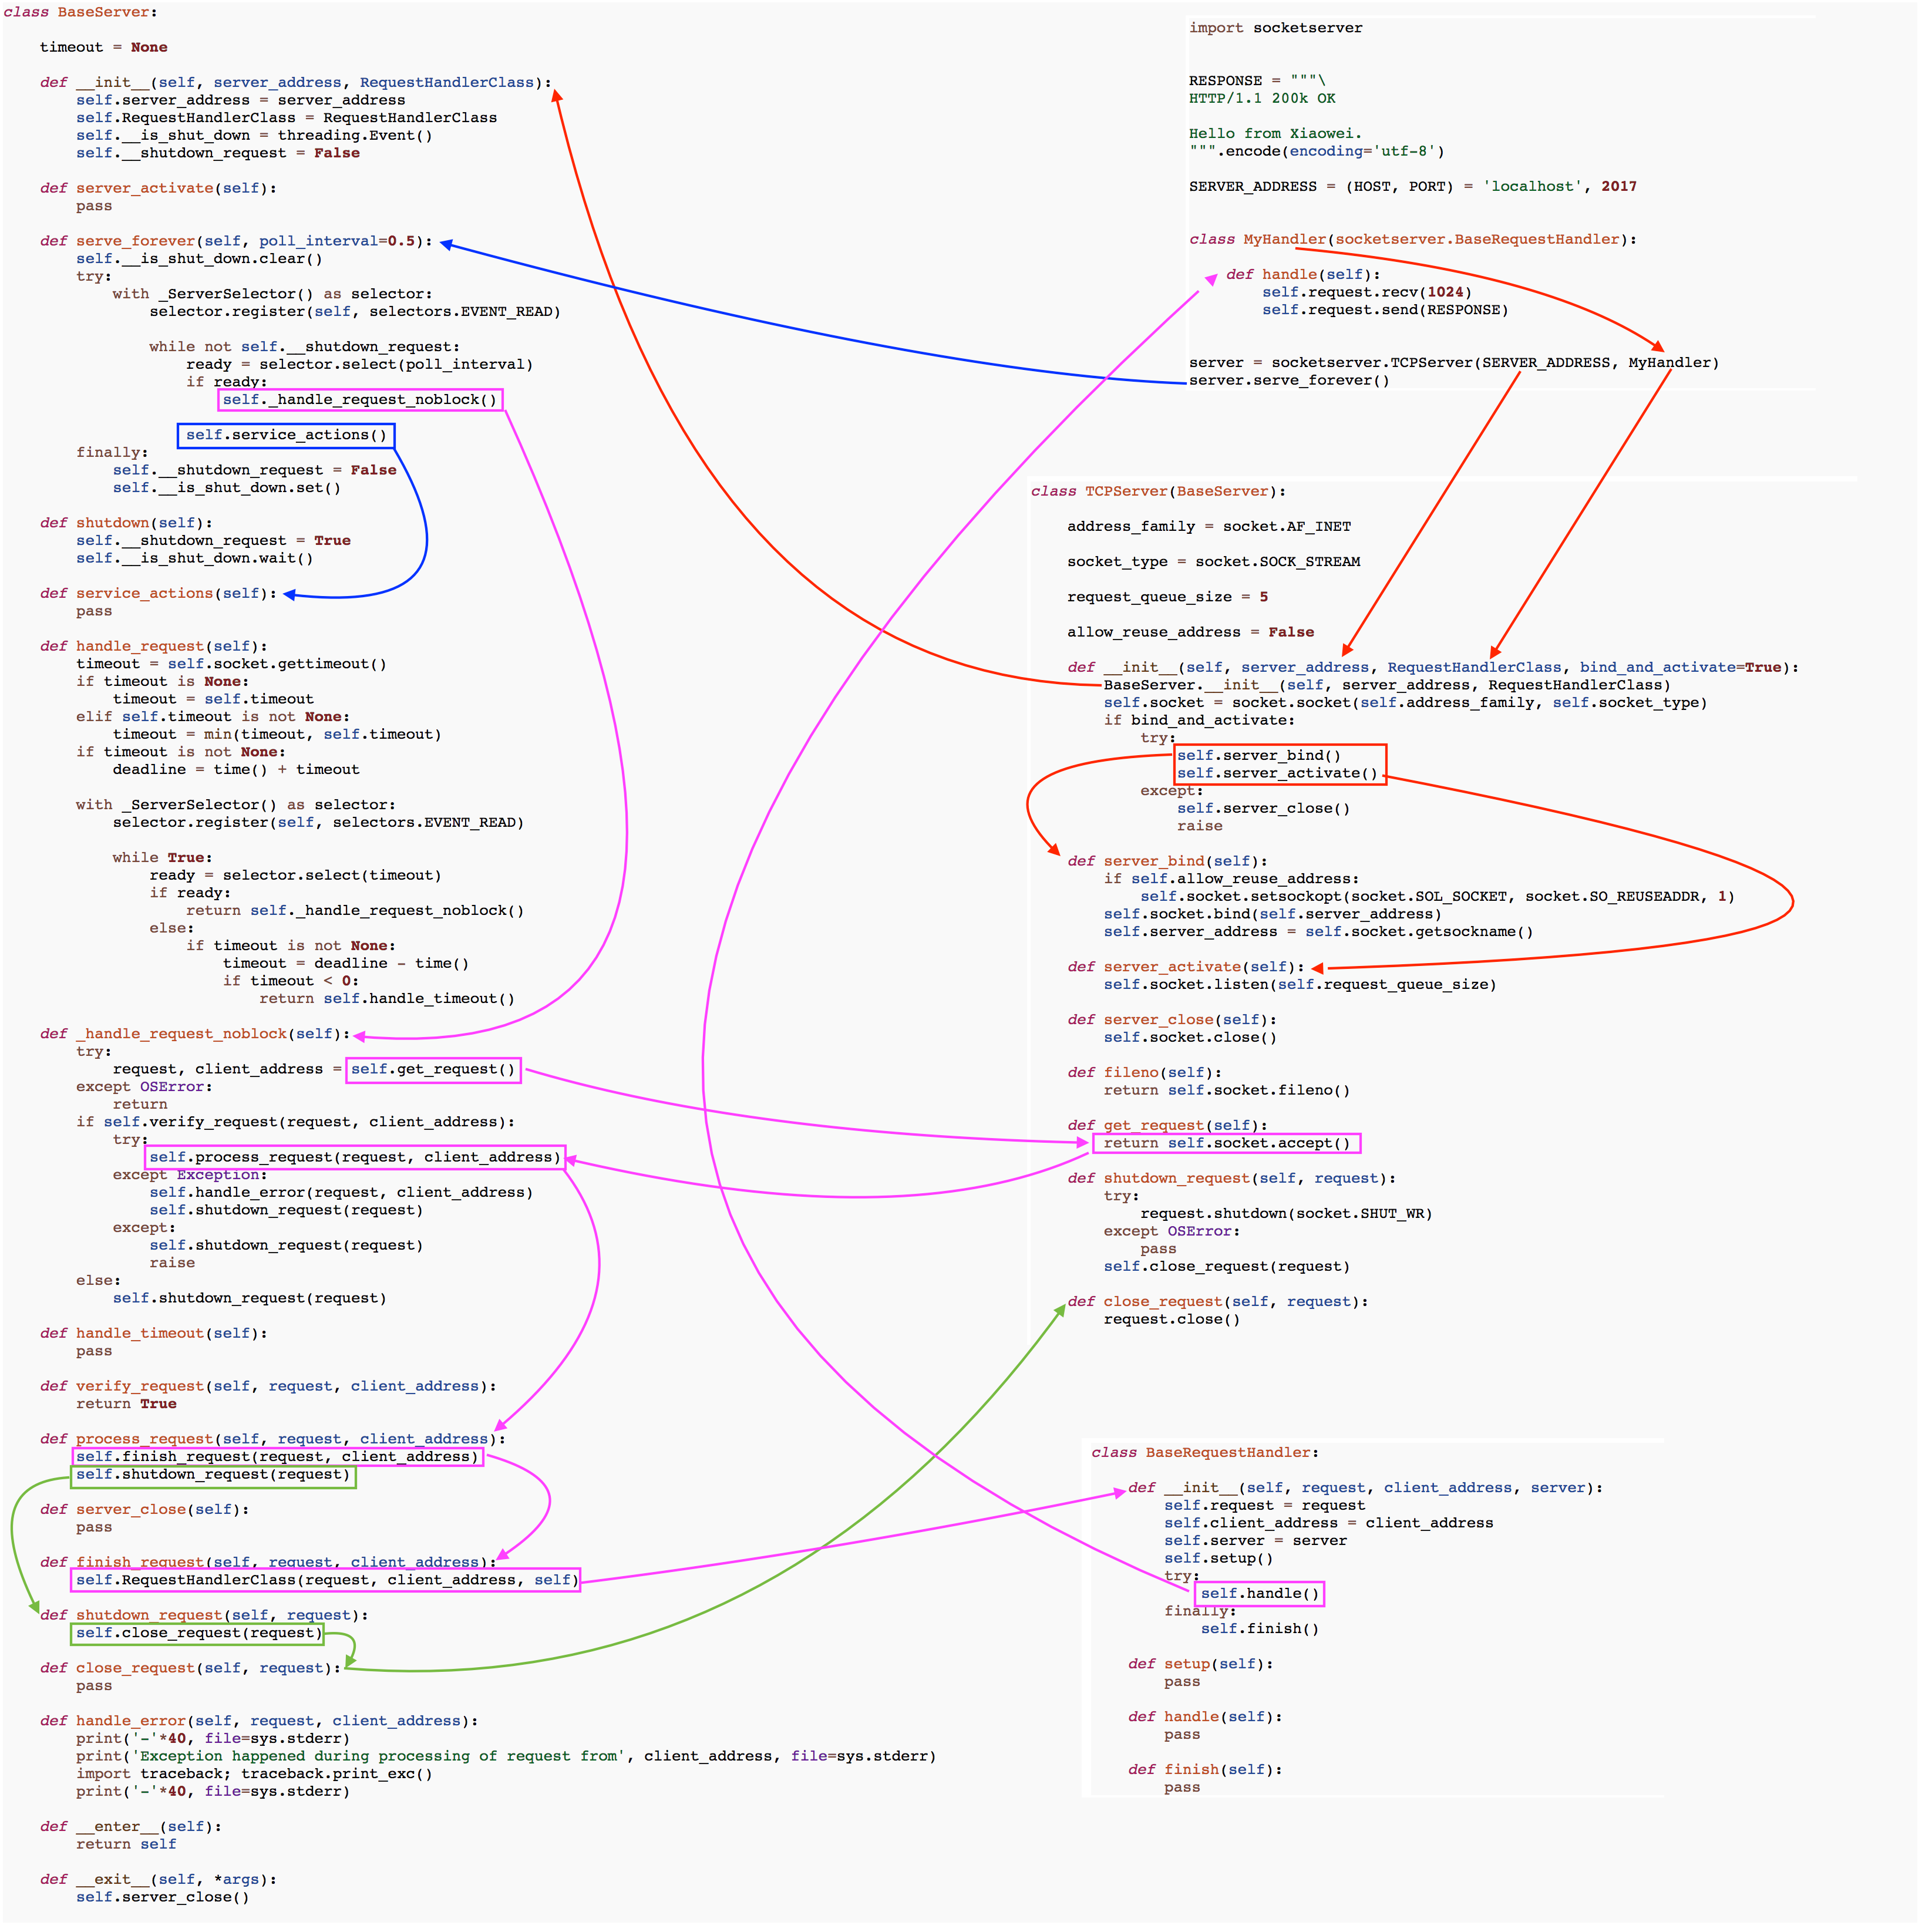 class BaseServer:
timeout = None
def __init__(self, server_address, RequestHandlerClass):
self.server_address = server_address
self.RequestHandlerClass = RequestHandlerClass
self.__is_shut_down = threading.Event()
self.__shutdown_request = False
def server_activate(self):
pass
def serve_forever(self, poll_interval=0.5):
self.__is_shut_down.clear()
try:
with _ServerSelector() as selector:
selector.register(self, selectors.EVENT_READ)
while not self.__shutdown_request:
ready = selector.select(poll_interval)
if ready:
self._handle_request_noblock()
self.service_actions()
finally:
self.__shutdown_request = False
self.__is_shut_down.set()
def shutdown(self):
self.__shutdown_request = True
self.__is_shut_down.wait()
def service_actions(self):
pass
def handle_request(self):
timeout = self.socket.gettimeout()
if timeout is None:
timeout = self.timeout
elif self.timeout is not None:
timeout = min(timeout, self.timeout)
if timeout is not None:
deadline = time() + timeout
with _ServerSelector() as selector:
selector.register(self, selectors.EVENT_READ)
while True:
ready = selector.select(timeout)
if ready:
return self._handle_request_noblock()
else:
if timeout is not None:
timeout = deadline - time()
if timeout < 0:
return self.handle_timeout()
def _handle_request_noblock(self):
try:
request, client_address = self.get_request()
except OSError:
return
if self.verify_request(request, client_address):
try:
self.process_request(request, client_address)
except Exception:
self.handle_error(request, client_address)
self.shutdown_request(request)
except:
self.shutdown_request(request)
raise
else:
self.shutdown_request(request)
def handle_timeout(self):
pass
def verify_request(self, request, client_address):
return True
def process_request(self, request, client_address):
self.finish_request(request, client_address)
self.shutdown_request(request)
def server_close(self):
pass
def finish_request(self, request, client_address):
self.RequestHandlerClass(request, client_address, self)
def shutdown_request(self, request):
self.close_request(request)
def close_request(self, request):
pass
def handle_error(self, request, client_address):
print('-'*40, file=sys.stderr)
print('Exception happened during processing of request from', client_address, file=sys.stderr)
import traceback; traceback.print_exc()
print('-'*40, file=sys.stderr)
def __enter__(self):
return self
def __exit__(self, *args):
self.server_close()
import socketserver
RESPONSE = """\
HTTP/1.1 200k OK
Hello from Xiaowei.
""".encode(encoding='utf-8')
SERVER_ADDRESS = (HOST, PORT) = 'localhost', 2017
class MyHandler(socketserver.BaseRequestHandler):
def handle(self):
self.request.recv(1024)
self.request.send(RESPONSE)
server = socketserver.TCPServer(SERVER_ADDRESS, MyHandler)
server.serve_forever()
class TCPServer(BaseServer):
address_family = socket.AF_INET
socket_type = socket.SOCK_STREAM
request_queue_size = 5
allow_reuse_address = False
def __init__(self, server_address, RequestHandlerClass, bind_and_activate=True):
BaseServer.__init__(self, server_address, RequestHandlerClass)
self.socket = socket.socket(self.address_family, self.socket_type)
if bind_and_activate:
try:
self.server_bind()
self.server_activate()
except:
self.server_close()
raise
def server_bind(self):
if self.allow_reuse_address:
self.socket.setsockopt(socket.SOL_SOCKET, socket.SO_REUSEADDR, 1)
self.socket.bind(self.server_address)
self.server_address = self.socket.getsockname()
def server_activate(self):
self.socket.listen(self.request_queue_size)
def server_close(self):
self.socket.close()
def fileno(self):
return self.socket.fileno()
def get_request(self):
return self.socket.accept()
def shutdown_request(self, request):
try:
request.shutdown(socket.SHUT_WR)
except OSError:
pass
self.close_request(request)
def close_request(self, request):
request.close()
class BaseRequestHandler:
def __init__(self, request, client_address, server):
self.request = request
self.client_address = client_address
self.server = server
self.setup()
try:
self.handle()
finally:
self.finish()
def setup(self):
pass
def handle(self):
pass
def finish(self):
pass